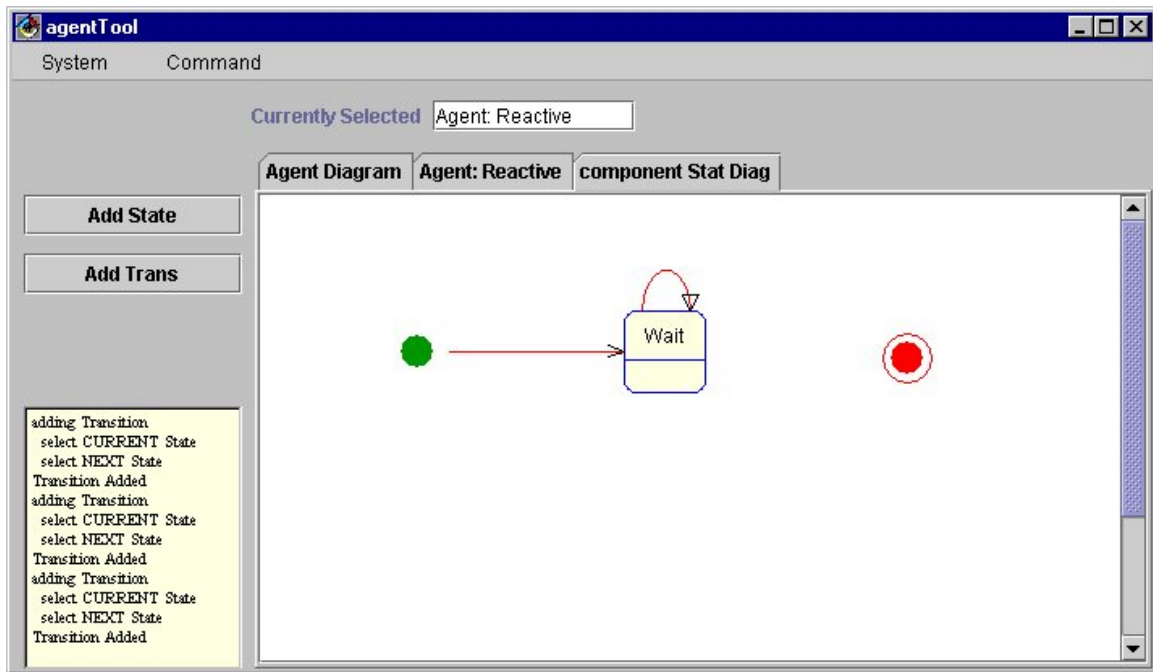 agentTool
System Command
Currently Selected Agent: Reactive
Agent Diagram Agent: Reactive component Stat Diag
Add State
Add Trans
Wait
adding Transition
select CURRENT State
select NEXT State
Transition Added
adding Transition
select CURRENT State
select NEXT State
Transition Added
adding Transition
select CURRENT State
select NEXT State
Transition Added